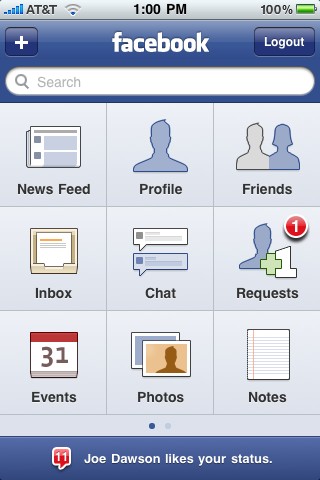 AT&T 1:00 PM 100%
+ facebook Logout
Search
News Feed Profile Friends
1
Inbox Chat Requests
31
Events Photos Notes
11 Joe Dawson likes your status.